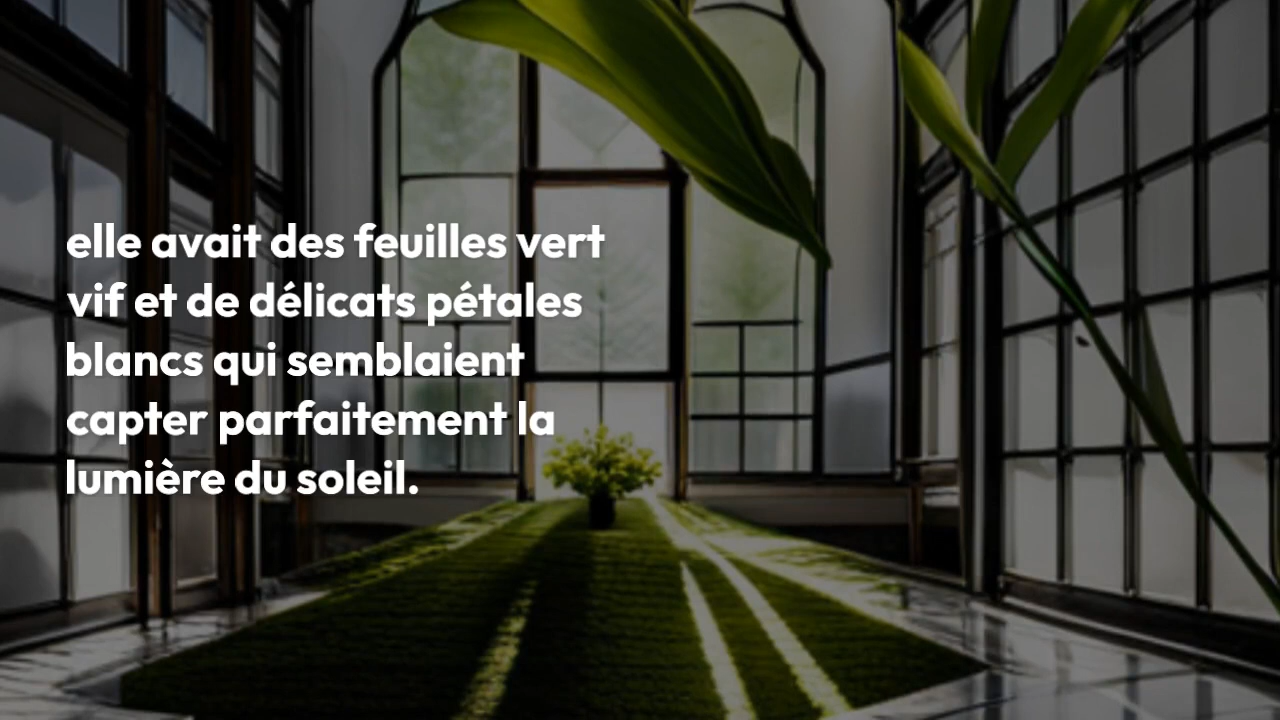 elle avait des feuilles vert
vif et de délicats pétales
blancs qui semblaient
capter parfaitement la
lumière du soleil.